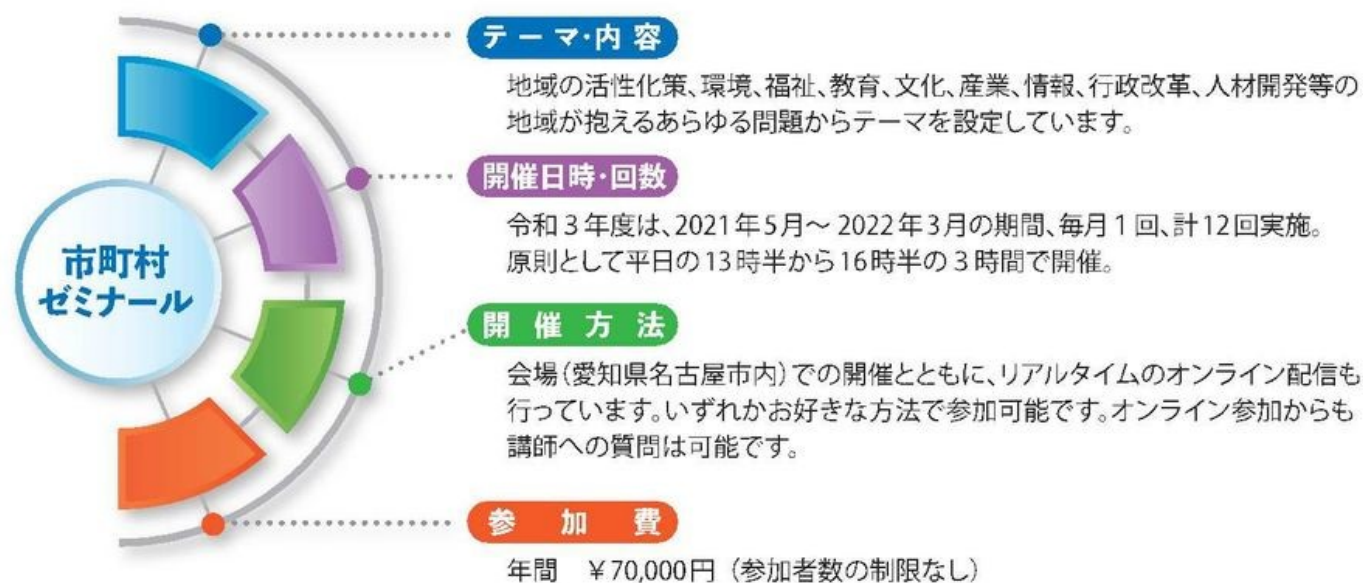 市町村
ゼミナール
テーマ・内容
地域の活性化策、環境、福祉、教育、文化、産業、情報、行政改革、人材開発等の
地域が抱えるあらゆる問題からテーマを設定しています。
開催日時・回数
令和3年度は、2021年5月～2022年3月の期間、毎月1回、計12回実施。
原則として平日の13時半から16時半の3時間で開催。
開催方法
会場(愛知県名古屋市内)での開催とともに、リアルタイムのオンライン配信も
行っています。いずれかお好きな方法で参加可能です。オンライン参加からも
講師への質問は可能です。
参加費
年間　￥70,000円（参加者数の制限なし）